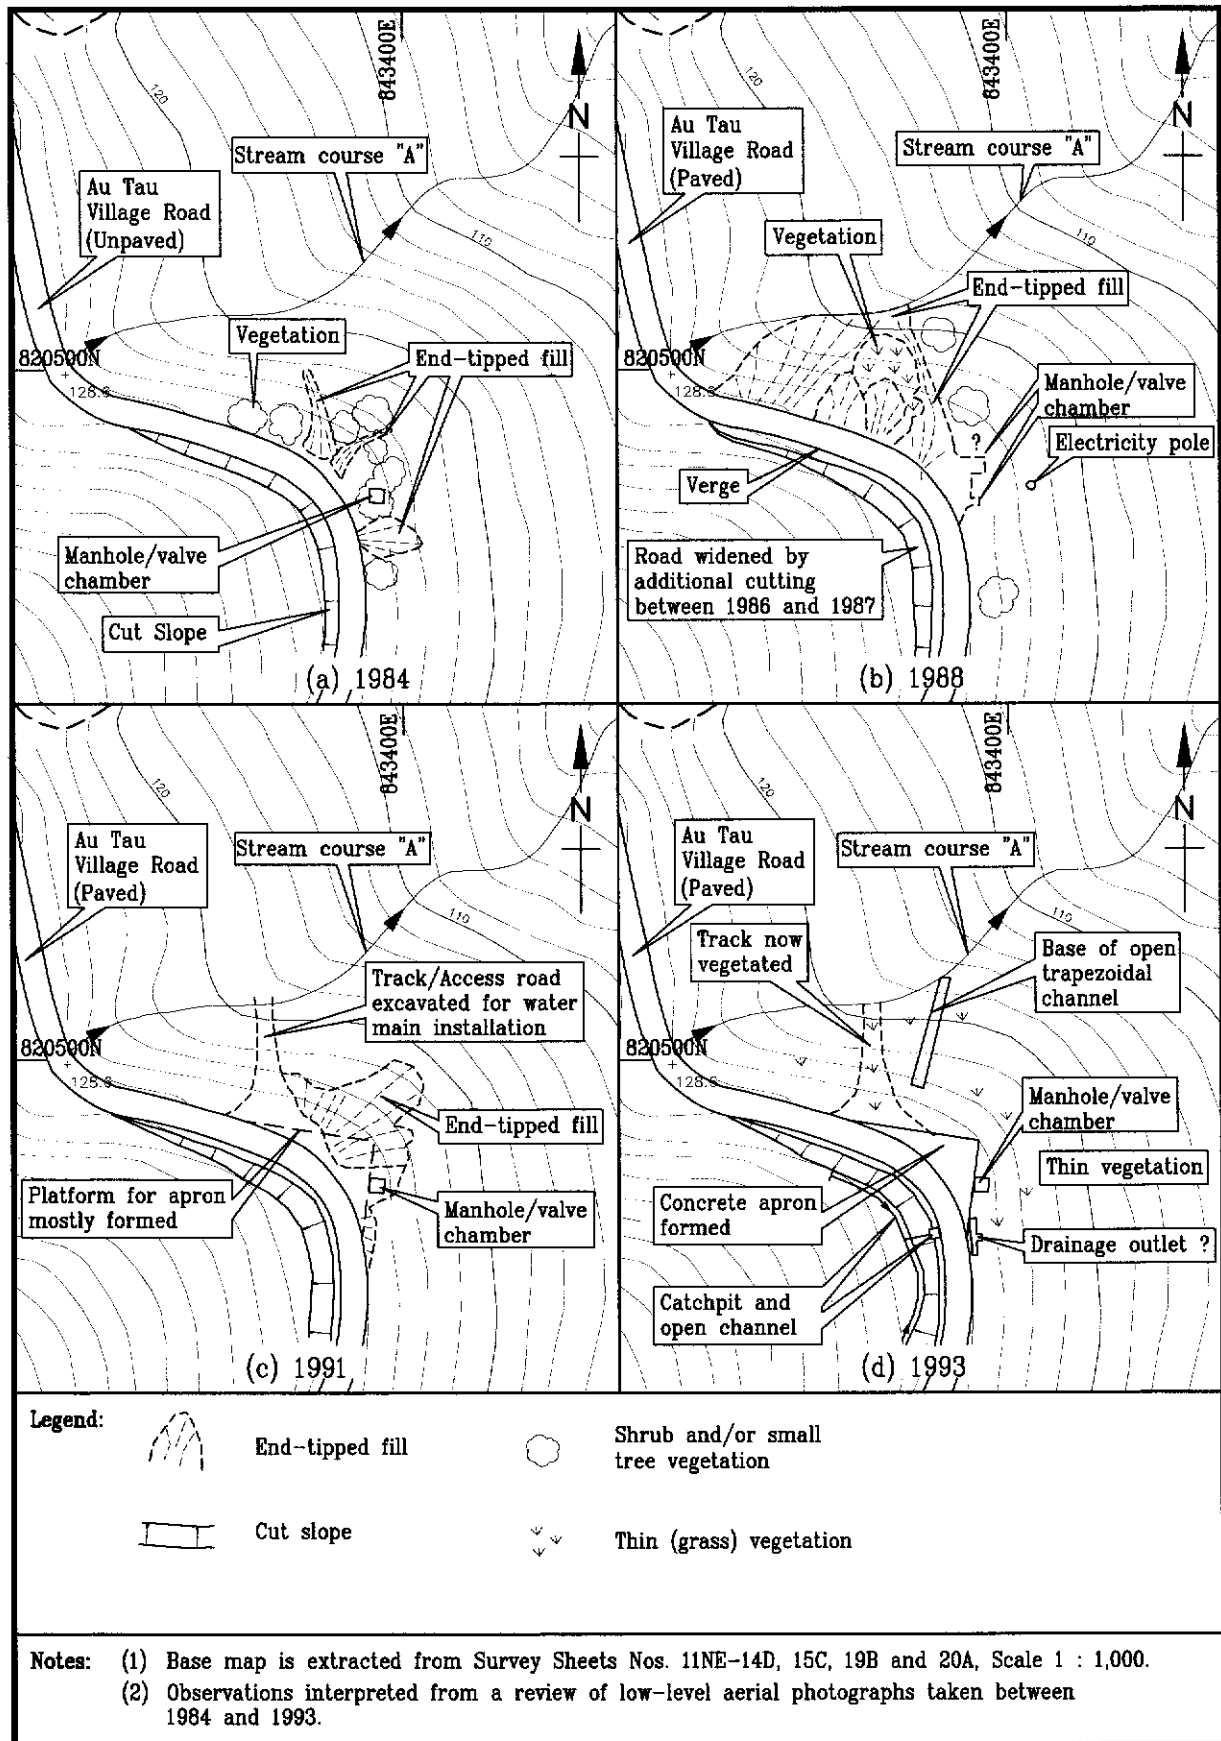 843400E
120
N
Stream course "A"
Au Tau
Village Road
(Unpaved)
110
Vegetation
End-tipped fill
820500N
128.8
Manhole/valve
chamber
Cut Slope
(a) 1984
843400E
120
N
Au Tau
Village Road
(Paved)
Stream course "A"
Vegetation
110
End-tipped fill
820500N
128.8
Manhole/valve
chamber
?
Electricity pole
Verge
Road widened by
additional cutting
between 1986 and 1987
(b) 1988
843400E
120
N
Au Tau
Village Road
(Paved)
Stream course "A"
110
Track/Access road
excavated for water
main installation
820500N
128.8
End-tipped fill
Platform for apron
mostly formed
Manhole/valve
chamber
(c) 1991
843400E
120
N
Au Tau
Village Road
(Paved)
Stream course "A"
110
Track now
vegetated
Base of open
trapezoidal
channel
820500N
128.8
Manhole/valve
chamber
Thin vegetation
Concrete apron
formed
Drainage outlet ?
Catchpit and
open channel
(d) 1993
Legend:
End-tipped fill
Shrub and/or small
tree vegetation
Cut slope
Thin (grass) vegetation
Notes: (1) Base map is extracted from Survey Sheets Nos. 11NE-14D, 15C, 19B and 20A, Scale 1 : 1,000.
(2) Observations interpreted from a review of low-level aerial photographs taken between
1984 and 1993.